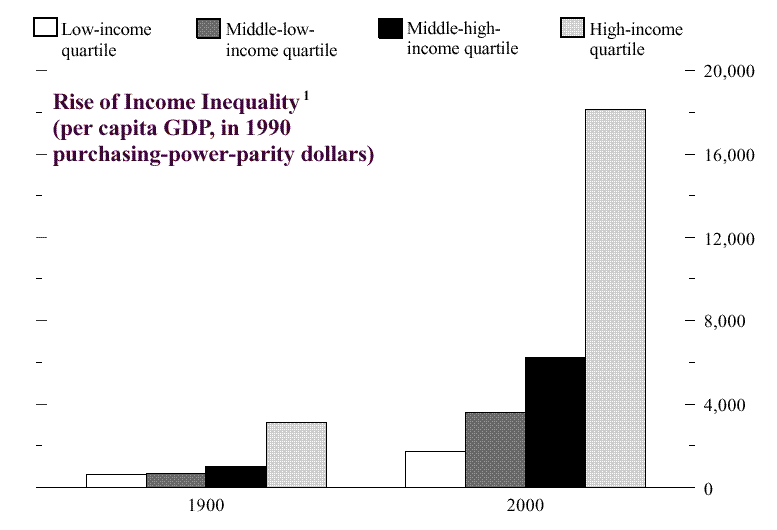 Low-income
quartile
Middle-low-
income quartile
Middle-high-
income quartile
High-income
quartile
Rise of Income Inequality 1
(per capita GDP, in 1990
purchasing-power-parity dollars)
20,000
16,000
12,000
8,000
4,000
0
1900
2000